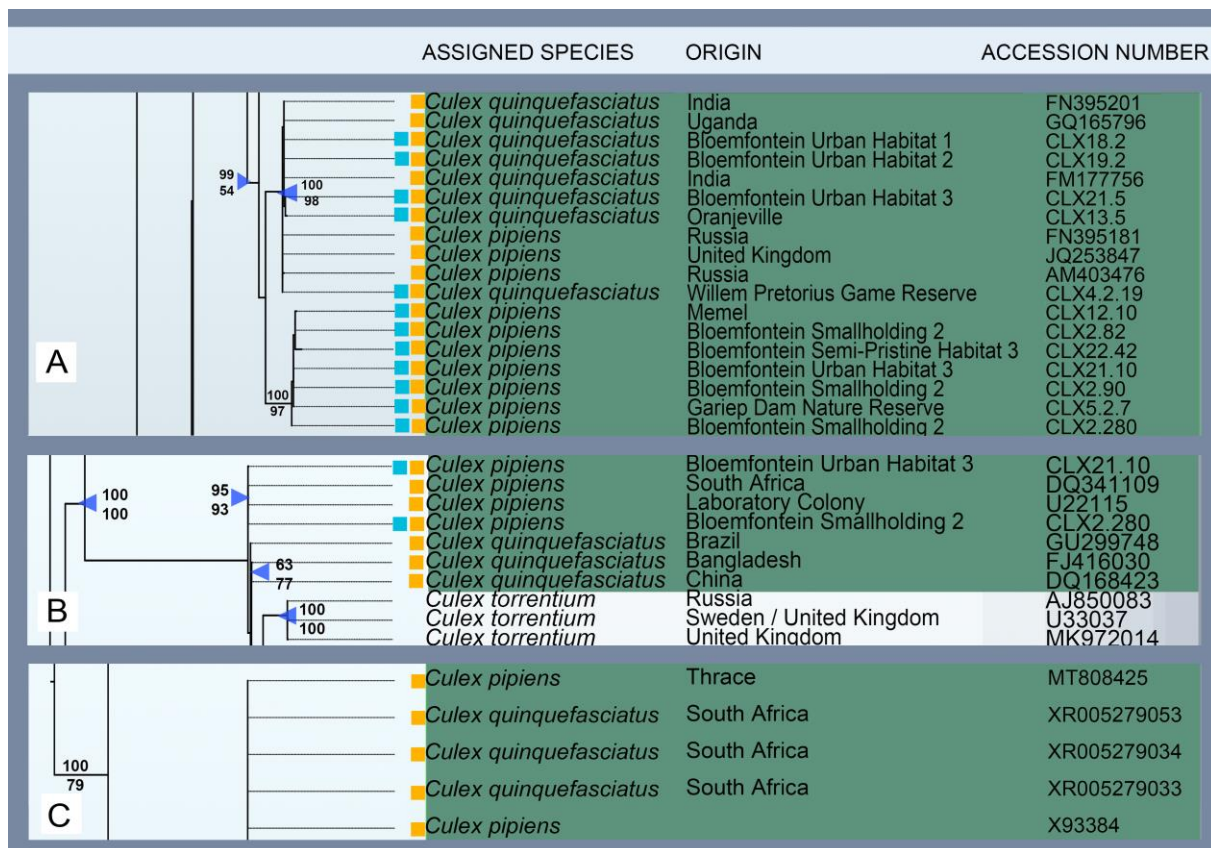 ASSIGNED SPECIES ORIGIN ACCESSION NUMBER
Culex quinquefasciatus India FN395201
Culex quinquefasciatus Uganda GQ165796
Culex quinquefasciatus Bloemfontein Urban Habitat 1 CLX18.2
Culex quinquefasciatus Bloemfontein Urban Habitat 2 CLX19.2
99 54 100 98
Culex quinquefasciatus India FM177756
Culex quinquefasciatus Bloemfontein Urban Habitat 3 CLX21.5
Culex quinquefasciatus Oranjeville CLX13.5
Culex pipiens Russia FN395181
Culex pipiens United Kingdom JQ253847
Culex pipiens Russia AM403476
Culex quinquefasciatus Willem Pretorius Game Reserve CLX4.2.19
Culex pipiens Memel CLX12.10
Culex pipiens Bloemfontein Smallholding 2 CLX2.82
A
Culex pipiens Bloemfontein Semi-Pristine Habitat 3 CLX22.42
Culex pipiens Bloemfontein Urban Habitat 3 CLX21.10
Culex pipiens Bloemfontein Smallholding 2 CLX2.90
100 97
Culex pipiens Gariep Dam Nature Reserve CLX5.2.7
Culex pipiens Bloemfontein Smallholding 2 CLX2.280
Culex pipiens Bloemfontein Urban Habitat 3 CLX21.10
Culex pipiens South Africa DQ341109
100 100 95 93
Culex pipiens Laboratory Colony U22115
Culex pipiens Bloemfontein Smallholding 2 CLX2.280
Culex quinquefasciatus Brazil GU299748
Culex quinquefasciatus Bangladesh FJ416030
63 77
Culex quinquefasciatus China DQ168423
B
Culex torrentium Russia AJ850083
100 100
Culex torrentium Sweden / United Kingdom U33037
Culex torrentium United Kingdom MK972014
Culex pipiens Thrace MT808425
Culex quinquefasciatus South Africa XR005279053
Culex quinquefasciatus South Africa XR005279034
100 79
Culex quinquefasciatus South Africa XR005279033
C
Culex pipiens X93384